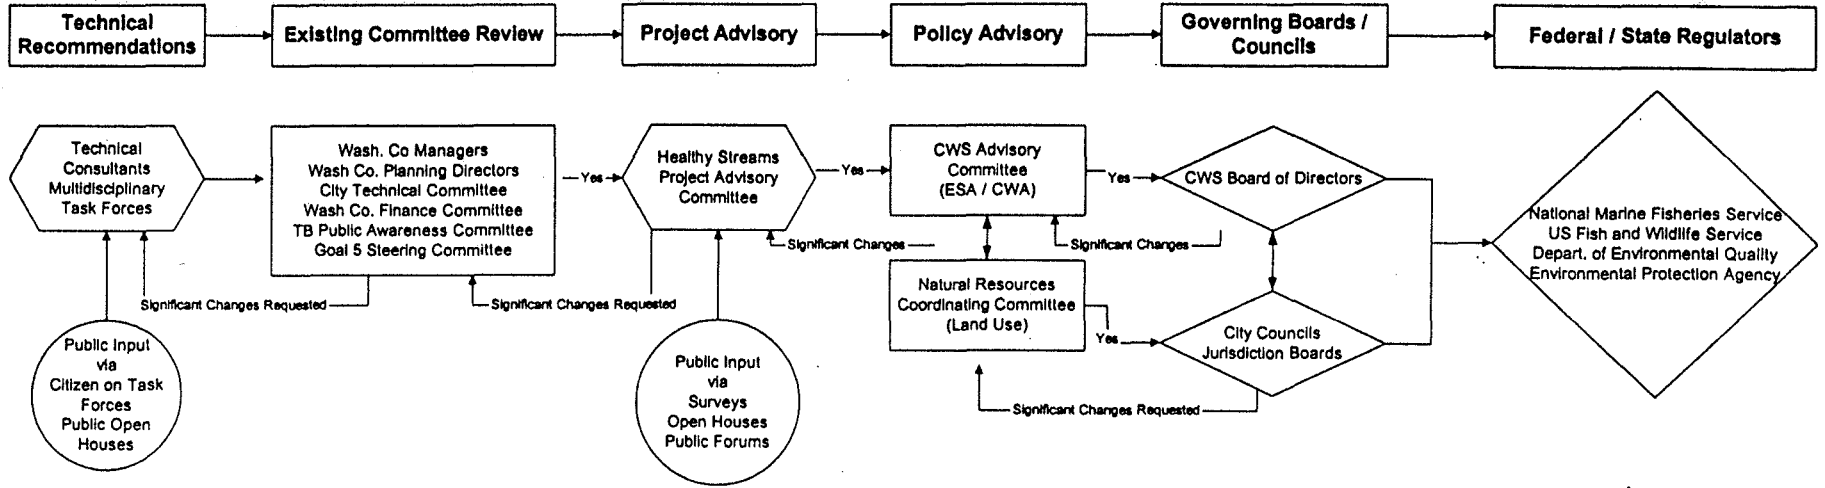 Technical
Recommendations
Existing Committee Review
Project Advisory
Policy Advisory
Governing Boards /
Councils
Federal / State Regulators
Technical
Consultants
Multidisciplinary
Task Forces
Wash. Co Managers
Wash Co. Planning Directors
City Technical Committee
Wash Co. Finance Committee
TB Public Awareness Committee
Goal 5 Steering Committee
Yes
Healthy Streams
Project Advisory
Committee
Yes
CWS Advisory
Committee
(ESA / CWA)
Yes
CWS Board of Directors
National Marine Fisheries Service
US Fish and Wildlife Service
Depart. of Environmental Quality
Environmental Protection Agency
Significant Changes
Significant Changes
Significant Changes Requested
Significant Changes Requested
Natural Resources
Coordinating Committee
(Land Use)
Yes
City Councils
Jurisdiction Boards
Significant Changes Requested
Public Input
via
Citizen on Task
Forces
Public Open
Houses
Public Input
via
Surveys
Open Houses
Public Forums